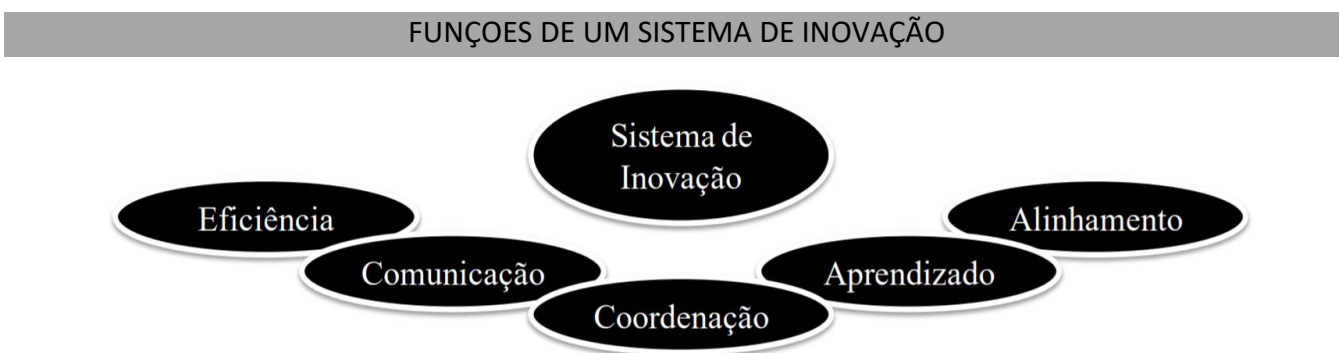 FUNÇOES DE UM SISTEMA DE INOVAÇÃO
Sistema de
Inovação
Eficiência
Comunicação
Coordenação
Aprendizado
Alinhamento